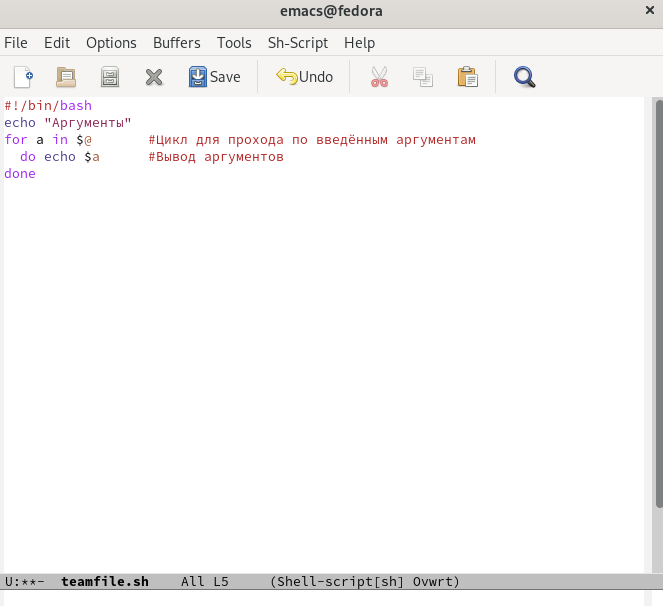 emacs@fedora ×
File Edit Options Buffers Tools Sh-Script Help
Save Undo
#!/bin/bash
echo "Аргументы"
for a in $@ #Цикл для прохода по введённым аргументам
do echo $a #Вывод аргументов
done
U:**- teamfile.sh All L5 (Shell-script[sh] Ovwrt)